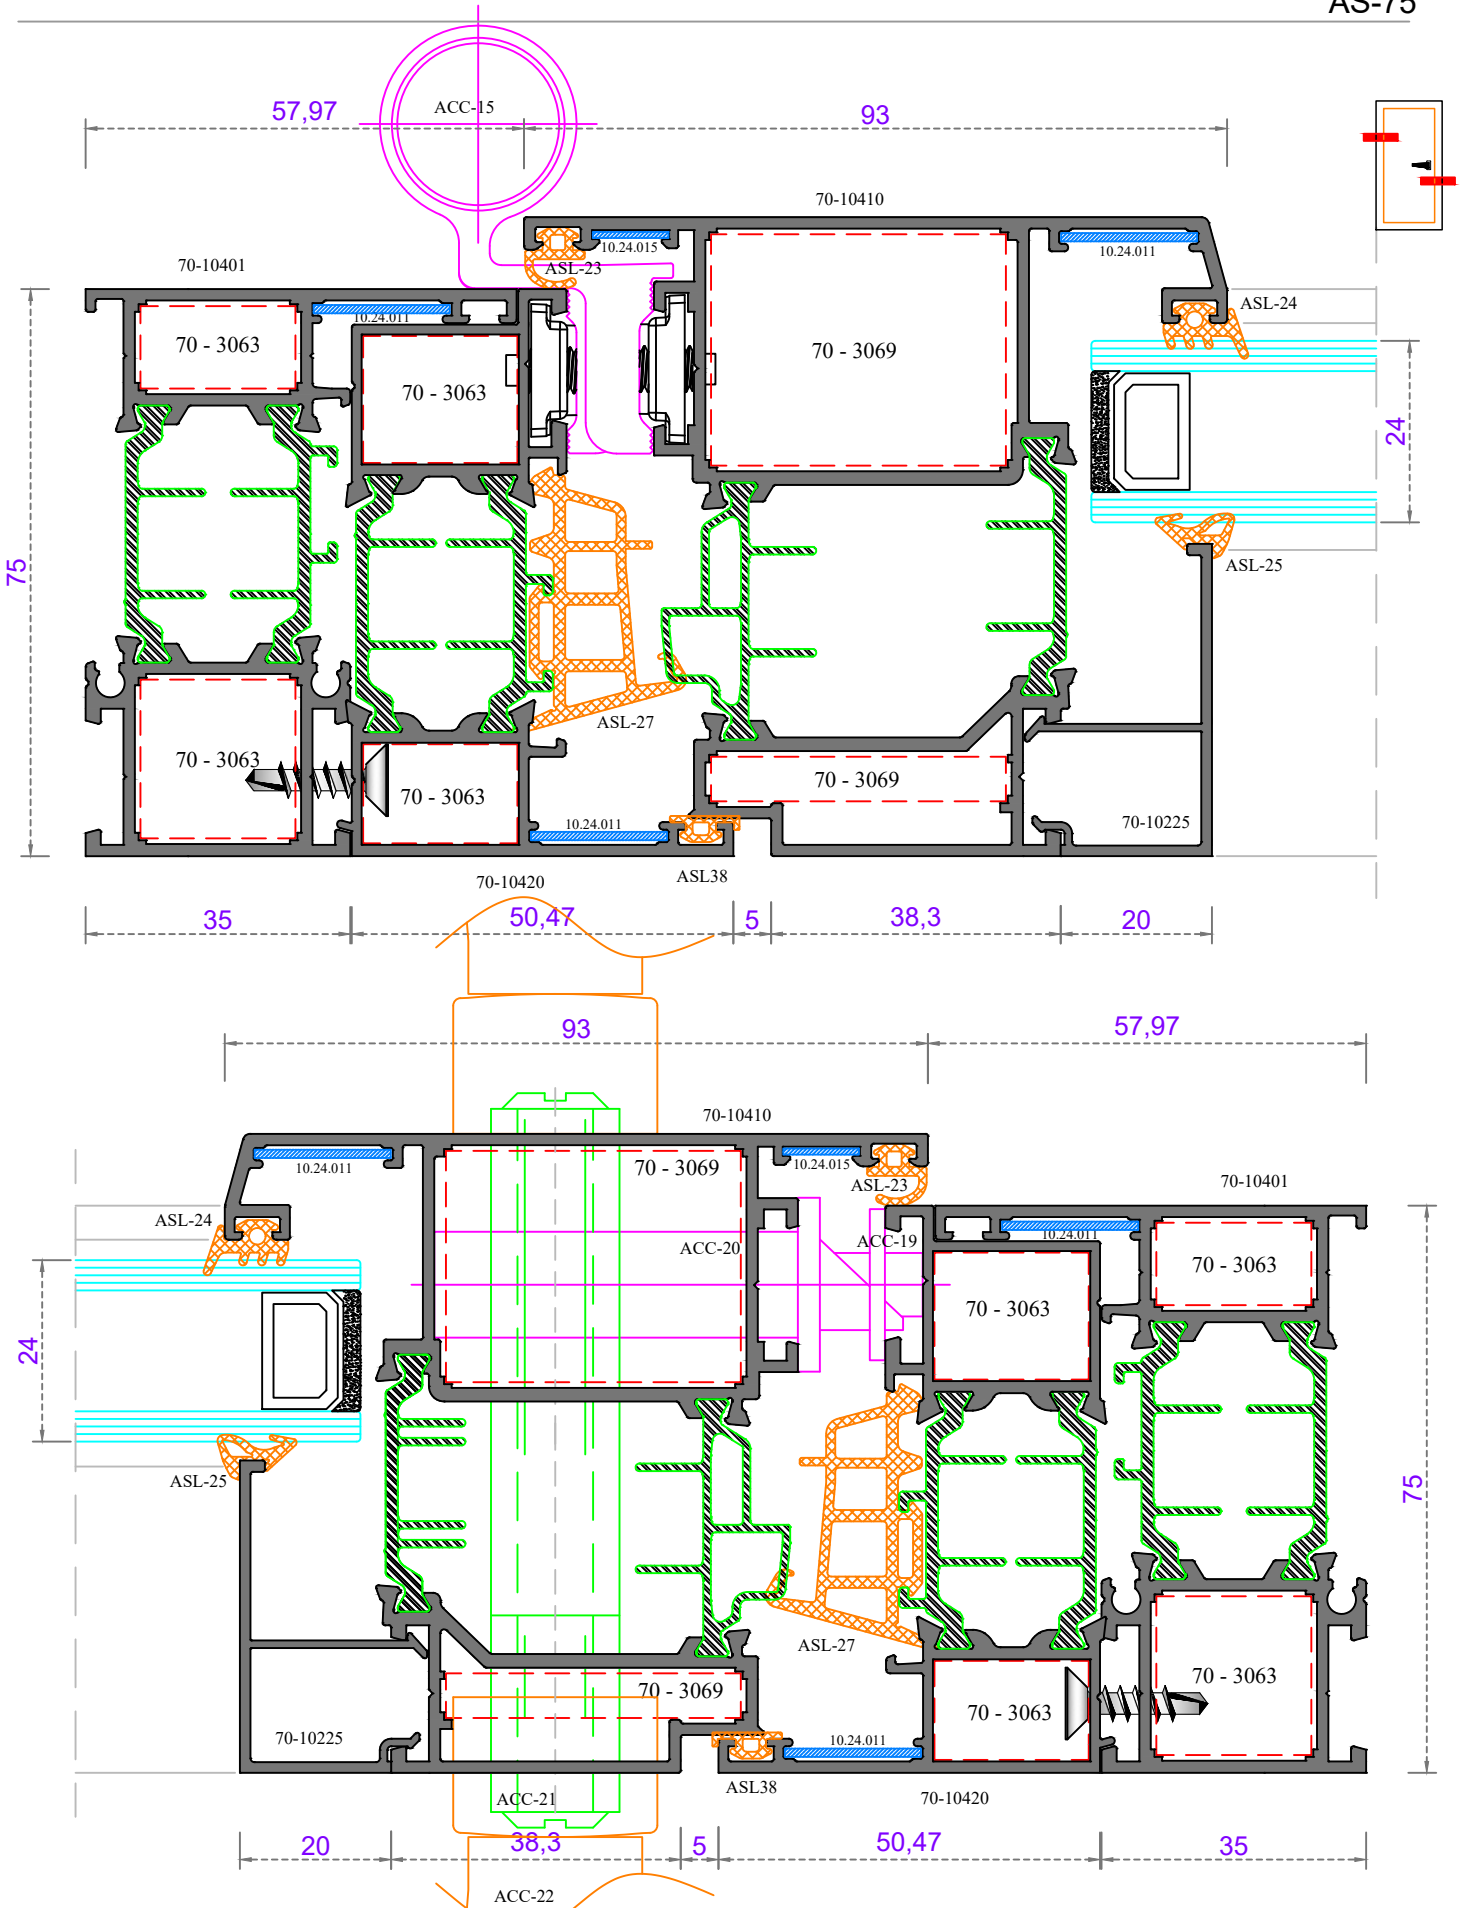 AS-75
57,97
ACC-15
93
70-10410
10.24.015
10.24.011
ASL-23
70-10401
ASL-24
10.24.011
70 - 3063
70 - 3069
70 - 3063
24
75
ASL-25
ASL-27
70 - 3063
70 - 3069
70 - 3063
10.24.011
70-10225
ASL38
70-10420
35
50,47
5
38,3
20
93
57,97
70-10410
10.24.011
70 - 3069
10.24.015
ASL-23
70-10401
ASL-24
ACC-20
ACC-19
10.24.011
70 - 3063
70 - 3063
24
ASL-25
75
ASL-27
70 - 3069
70 - 3063
70 - 3063
70-10225
10.24.011
ASL38
ACC-21
70-10420
20
38,3
5
50,47
35
ACC-22